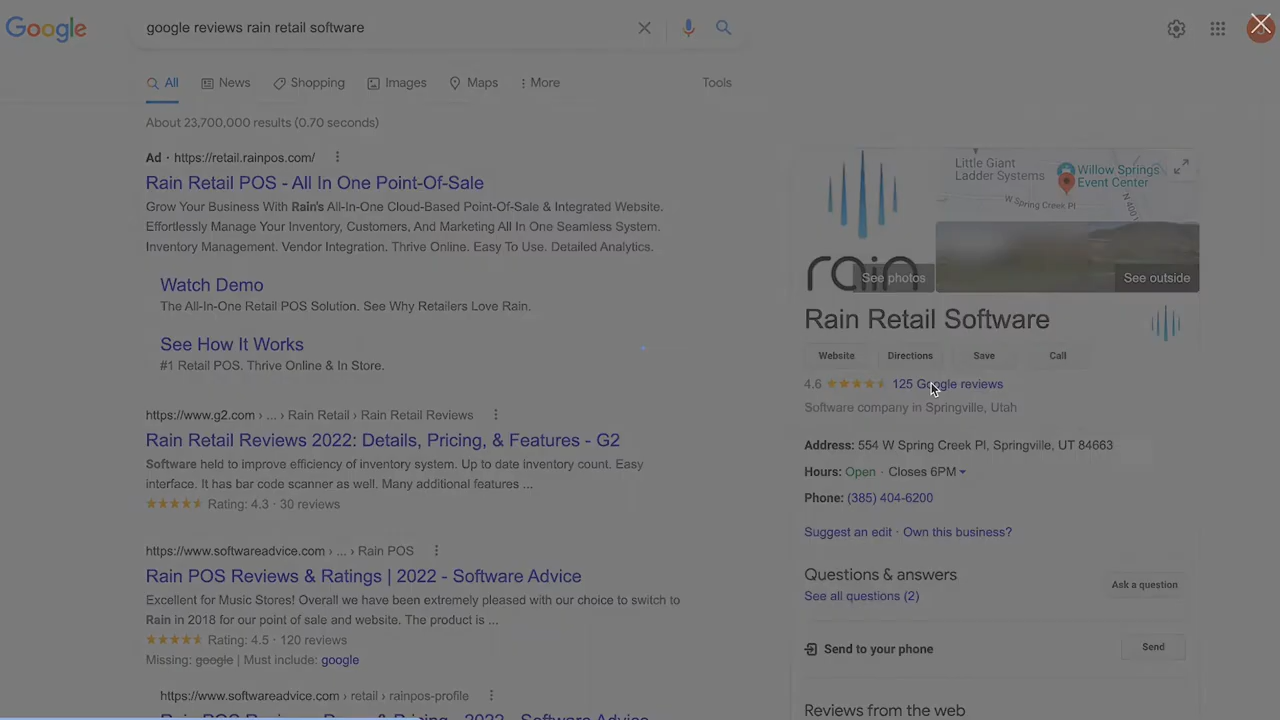 Google
google reviews rain retail software
All
News
Shopping
Images
Maps
More
Tools
About 23,700,000 results (0.70 seconds)
Ad · https://retail.rainpos.com/
Rain Retail POS - All In One Point-Of-Sale
Grow Your Business With Rain's All-In-One Cloud-Based Point-Of-Sale & Integrated Website.
Effortlessly Manage Your Inventory, Customers, And Marketing All In One Seamless System.
Inventory Management. Vendor Integration. Thrive Online. Easy To Use. Detailed Analytics.
Watch Demo
The All-In-One Retail POS Solution. See Why Retailers Love Rain.
See How It Works
#1 Retail POS. Thrive Online & In Store.
https://www.g2.com › ... › Rain Retail › Rain Retail Reviews
Rain Retail Reviews 2022: Details, Pricing, & Features - G2
Software held to improve efficiency of inventory system. Up to date inventory count. Easy
interface. It has bar code scanner as well. Many additional features ...
Rating: 4.3 · 30 reviews
https://www.softwareadvice.com › ... › Rain POS
Rain POS Reviews & Ratings | 2022 - Software Advice
Excellent for Music Stores! Overall we have been extremely pleased with our choice to switch to
Rain in 2018 for our point of sale and website. The product is ...
Rating: 4.5 · 120 reviews
Missing: google | Must include: google
https://www.softwareadvice.com › retail › rainpos-profile
Little Giant
Ladder Systems
Willow Springs
Event Center
W Spring Creek Pl
N 400
rain
See photos
See outside
Rain Retail Software
Website
Directions
Save
Call
4.6
125 Google reviews
Software company in Springville, Utah
Address: 554 W Spring Creek Pl, Springville, UT 84663
Hours: Open · Closes 6PM
Phone: (385) 404-6200
Suggest an edit · Own this business?
Questions & answers
See all questions (2)
Ask a question
Send to your phone
Send
Reviews from the web